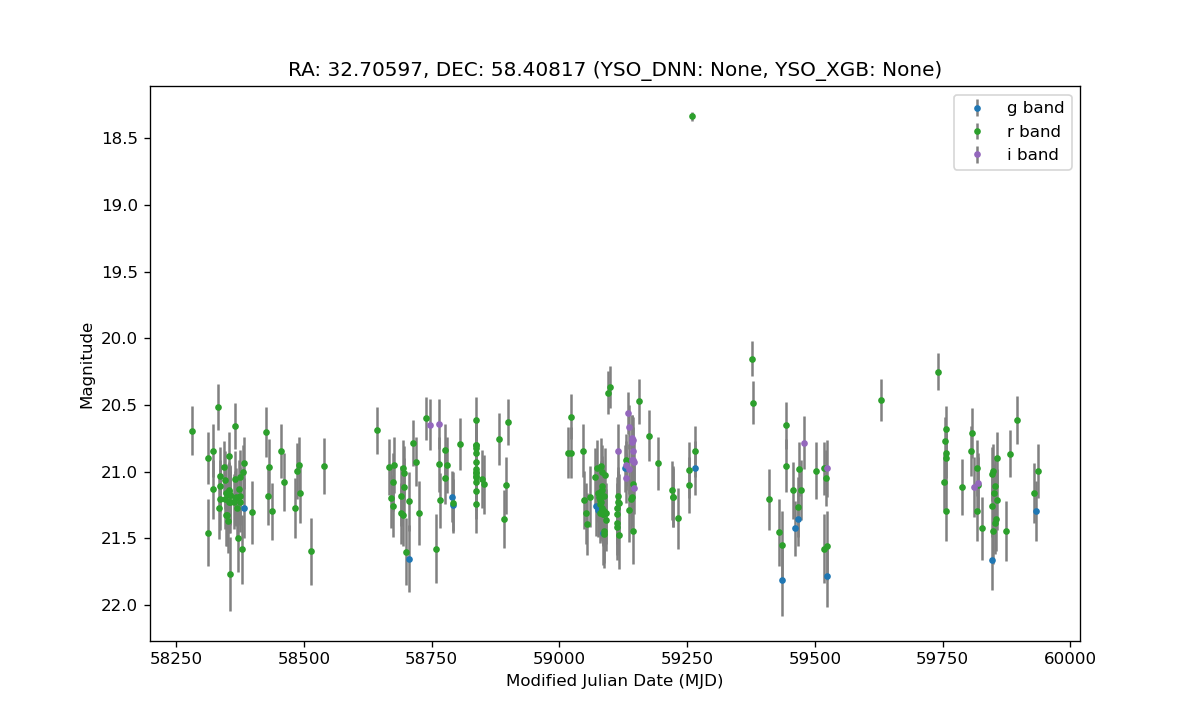 RA: 32.70597, DEC: 58.40817 (YSO_DNN: None, YSO_XGB: None)
g band
r band
i band
18.5
19.0
19.5
20.0
20.5
21.0
21.5
22.0
Magnitude
58250 58500 58750 59000 59250 59500 59750 60000
Modified Julian Date (MJD)